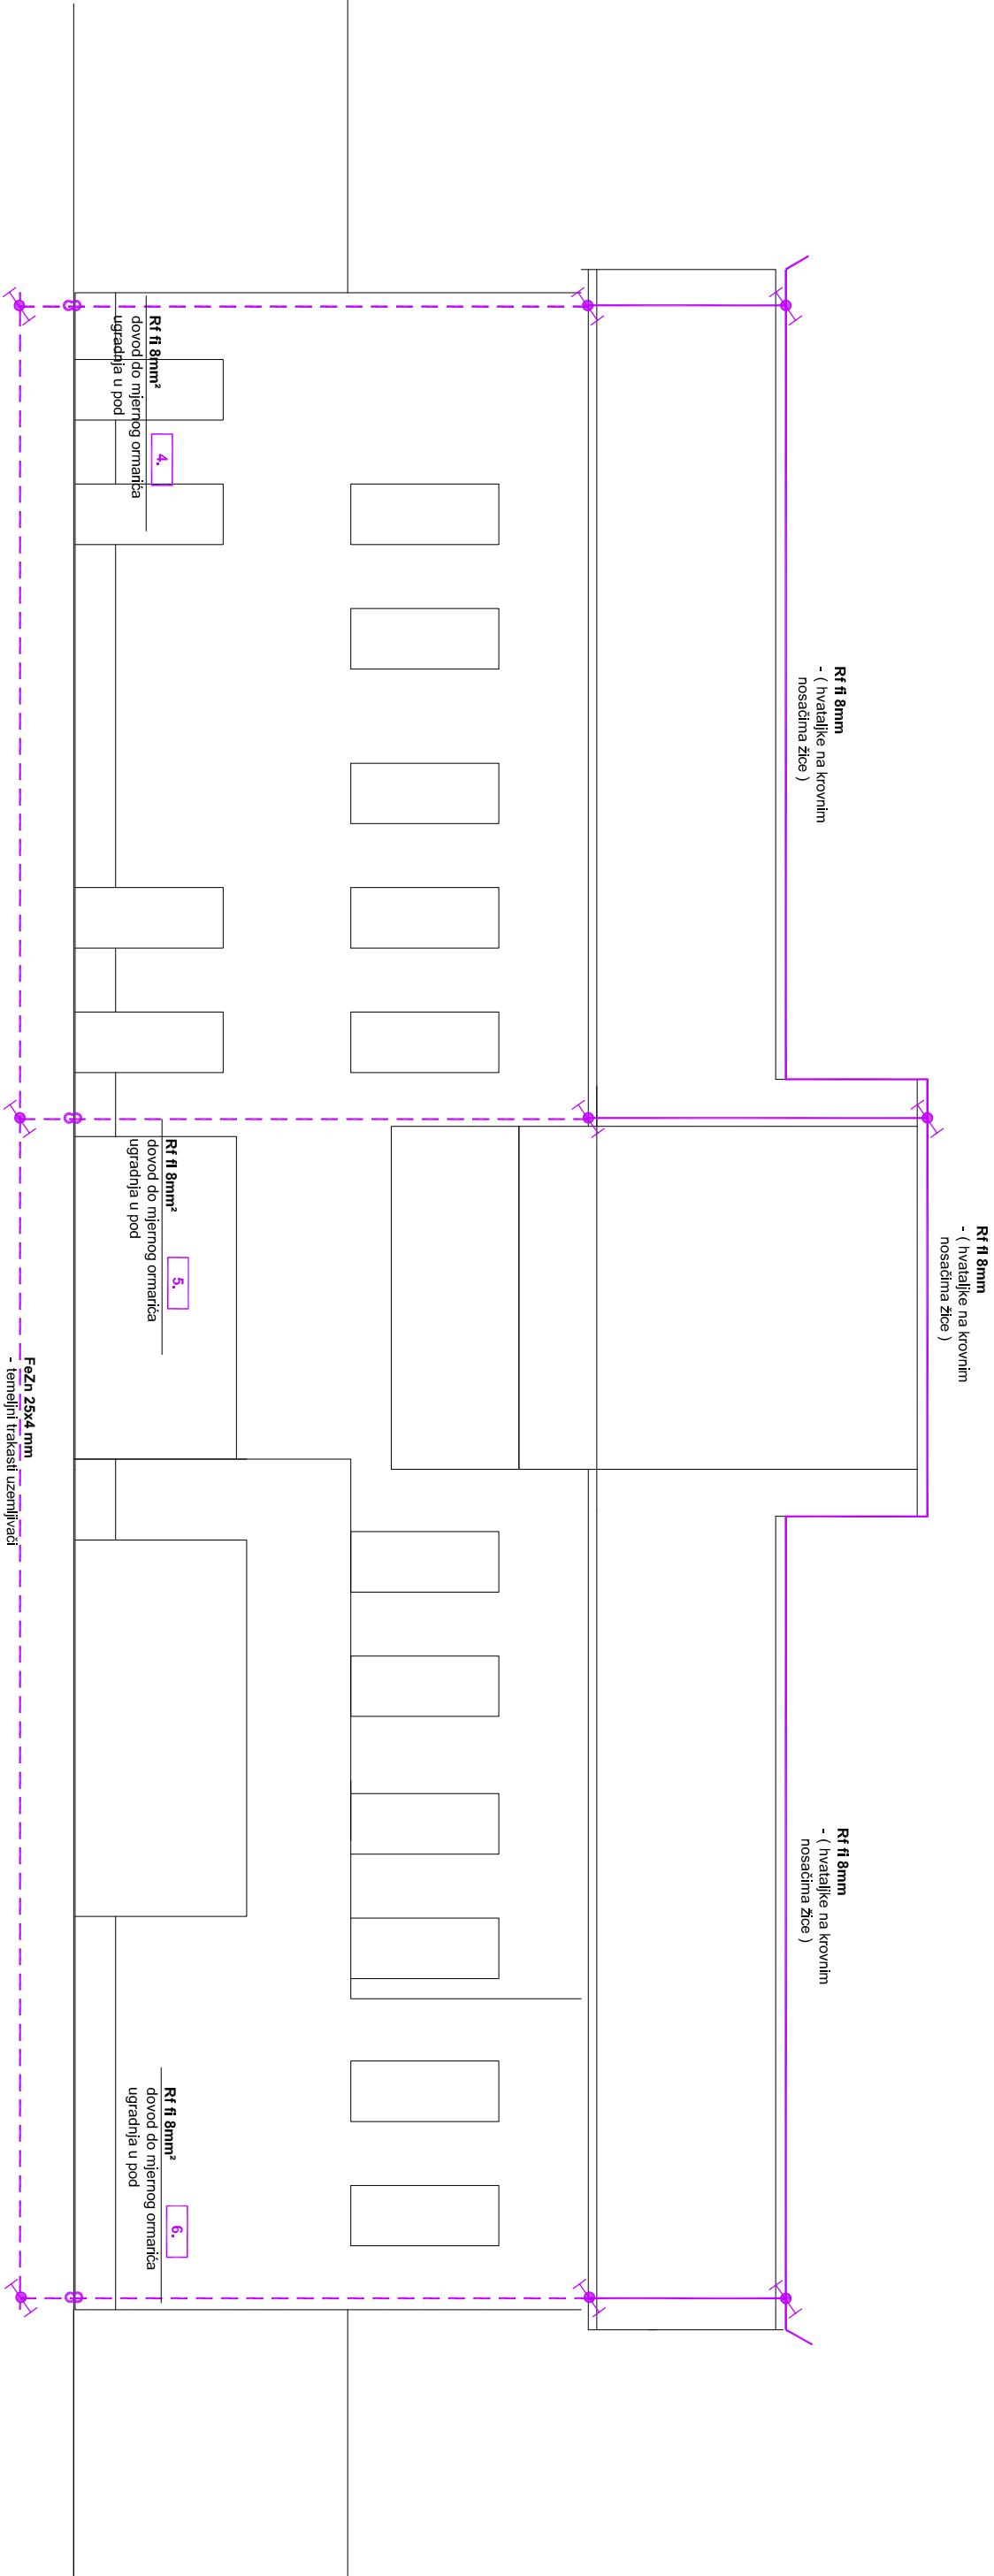 Rf fi 8mm
- ( hvataljke na krovnim
nosačima žice )
Rf fi 8mm
- ( hvataljke na krovnim
nosačima žice )
Rf fi 8mm
- ( hvataljke na krovnim
nosačima žice )
4.
Rf fi 8mm²
dovod do mjernog ormarića
ugradnja u pod
5.
Rf fi 8mm²
dovod do mjernog ormarića
ugradnja u pod
6.
Rf fi 8mm²
dovod do mjernog ormarića
ugradnja u pod
FeZn 25x4 mm
- temeljni trakasti uzemljivači